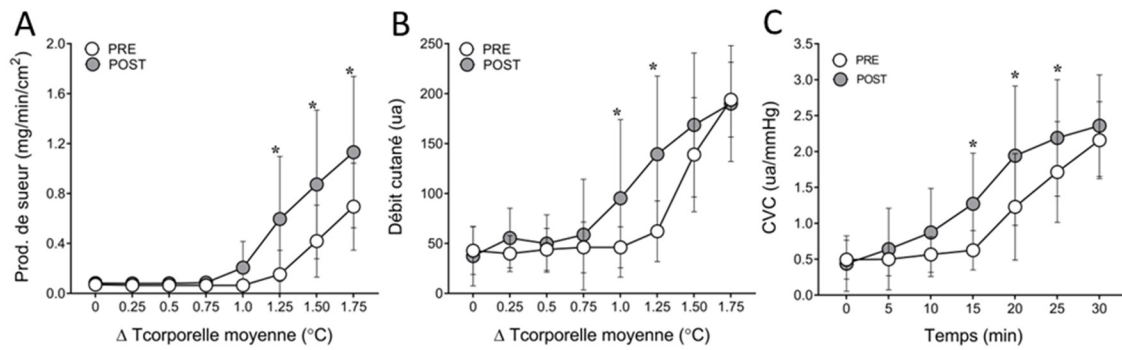 A
PRE
POST
Prod. de sueur (mg/min/cm²)
2.0
1.6
1.2
0.8
0.4
0.0
*
*
*
0 0.25 0.5 0.75 1.0 1.25 1.50 1.75
Δ Tcorporelle moyenne (°C)
B
PRE
POST
Débit cutané (ua)
250
200
150
100
50
0
*
*
0 0.25 0.5 0.75 1.0 1.25 1.50 1.75
Δ Tcorporelle moyenne (°C)
C
PRE
POST
CVC (ua/mmHg)
3.5
3.0
2.5
2.0
1.5
1.0
0.5
0.0
*
*
*
0 5 10 15 20 25 30
Temps (min)